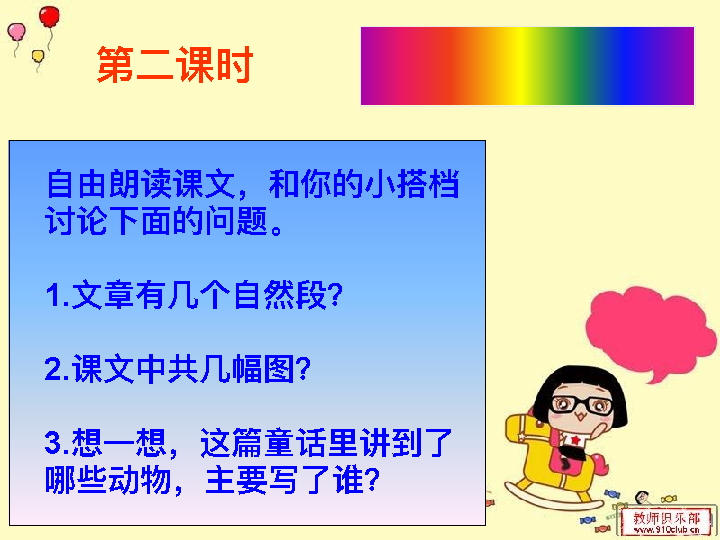 第二课时
自由朗读课文，和你的小搭档
讨论下面的问题。
1.文章有几个自然段?
2.课文中共几幅图?
3.想一想，这篇童话里讲到了
哪些动物，主要写了谁?
教师俱乐部
www.910club.cn